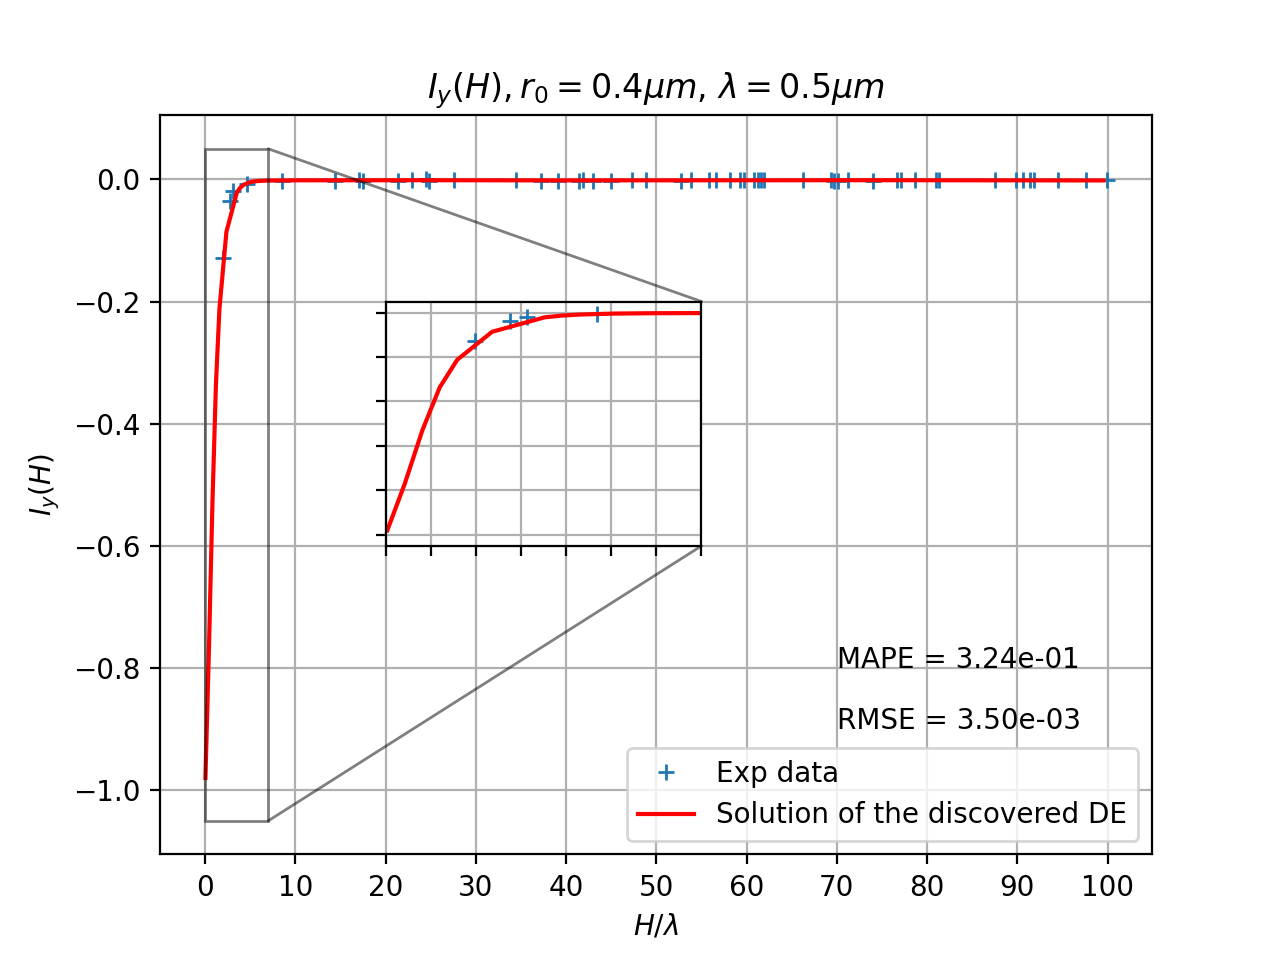 I_y(H), r_0 = 0.4μm, λ = 0.5μm
I_y(H)
0.0
−0.2
−0.4
−0.6
−0.8
−1.0
MAPE = 3.24e-01
RMSE = 3.50e-03
Exp data
Solution of the discovered DE
0 10 20 30 40 50 60 70 80 90 100
H/λ